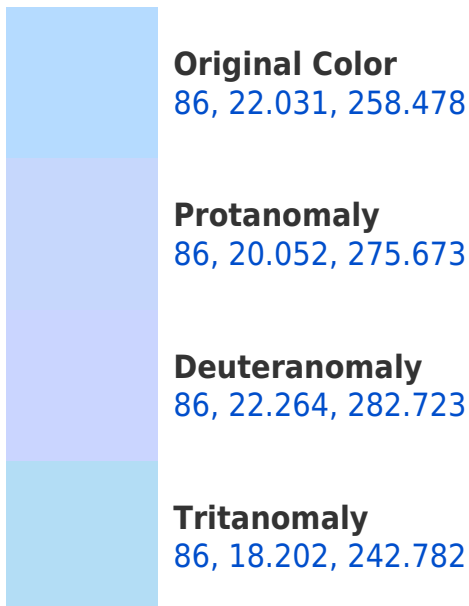 Original Color
86, 22.031, 258.478
Protanomaly
86, 20.052, 275.673
Deuteranomaly
86, 22.264, 282.723
Tritanomaly
86, 18.202, 242.782